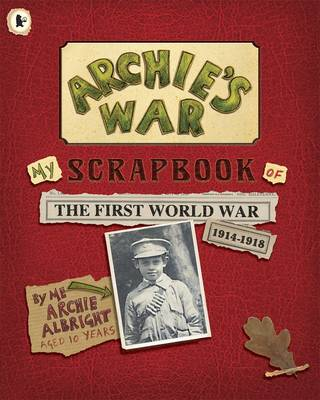 ARCHIE'S
WAR
MY SCRAPBOOK OF
THE FIRST WORLD WAR
1914-1918
BY ME
ARCHIE
ALBRIGHT
AGED 10 YEARS